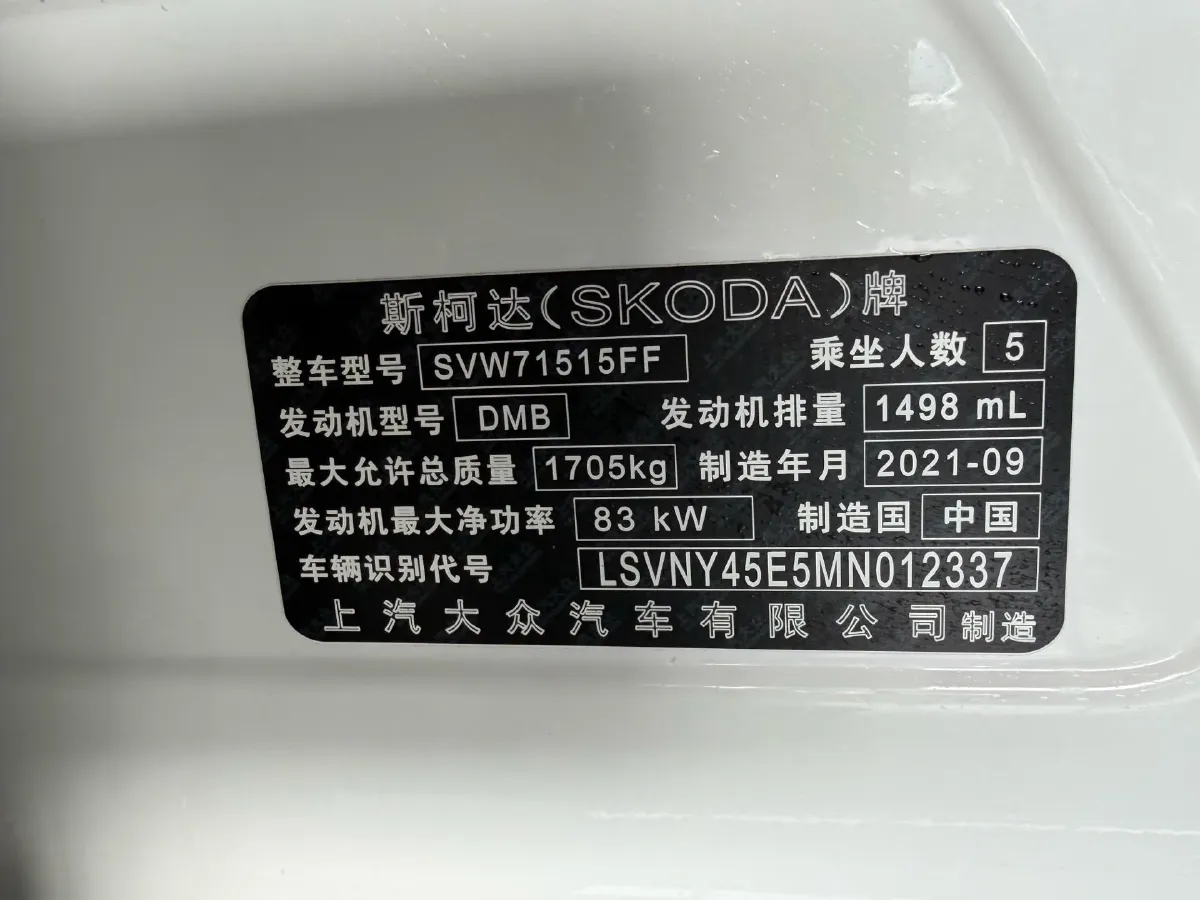 斯柯达(SKODA)牌
整车型号 SVW71515FF 乘坐人数 5
发动机型号 DMB 发动机排量 1498 mL
最大允许总质量 1705kg 制造年月 2021-09
发动机最大净功率 83 kW 制造国 中国
车辆识别代号 LSVNY45E5MN012337
上汽大众汽车有限公司制造